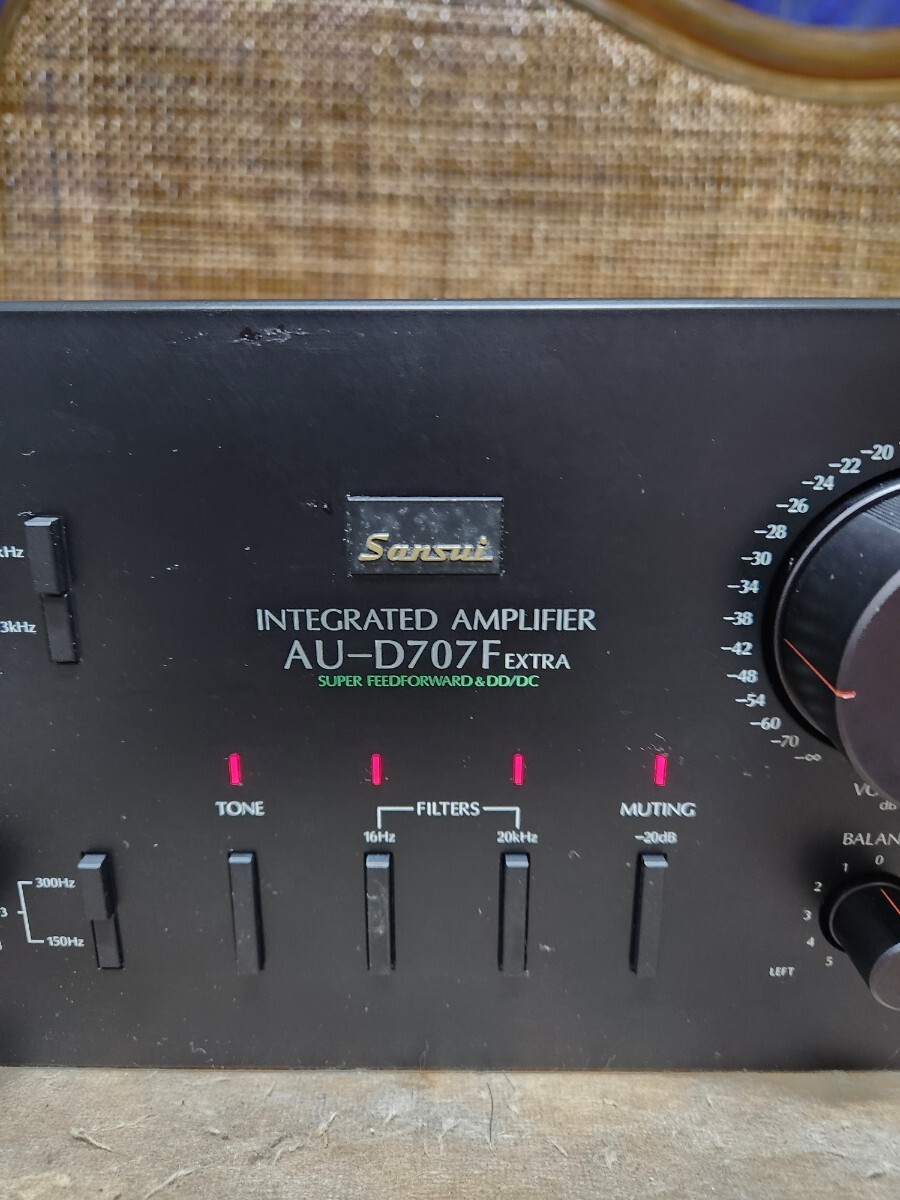 Sansui
INTEGRATED AMPLIFIER
AU-D707F EXTRA
SUPER FEEDFORWARD & DD/DC
kHz
3kHz
-20
-22
-24
-26
-28
-30
-34
-38
-42
-48
-54
-60
-70
-∞
dB
TONE
FILTERS
MUTING
16Hz
20kHz
-20dB
300Hz
150Hz
3
BALAN
0
1
2
3
4
5
LEFT